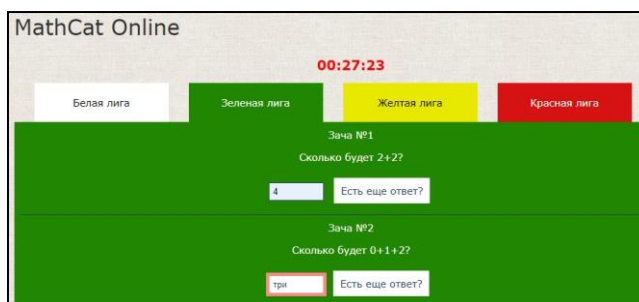 MathCat Online
00:27:23
Белая лига Зеленая лига Желтая лига Красная лига
Зача №1
Сколько будет 2+2?
4 Есть еще ответ?
Зача №2
Сколько будет 0+1+2?
три Есть еще ответ?